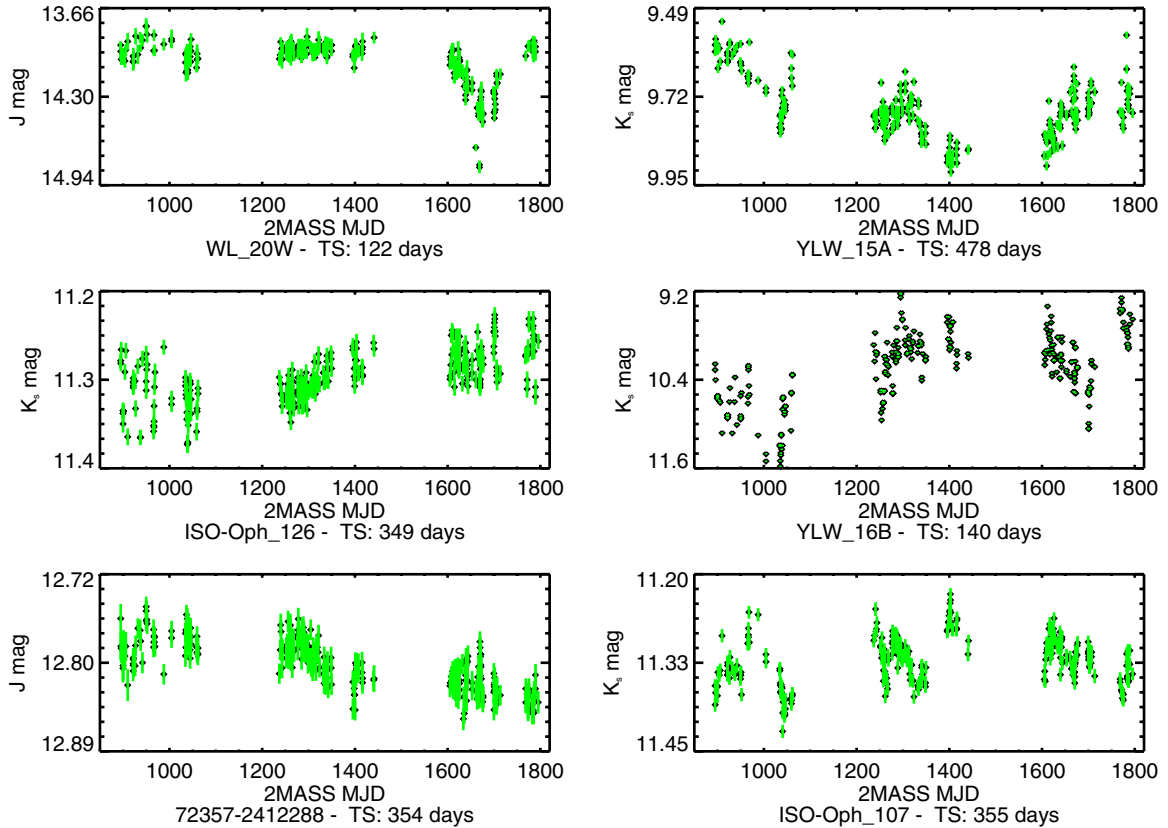 13.66
14.30
14.94
J mag
1000 1200 1400 1600 1800
2MASS MJD
WL_20W - TS: 122 days
9.49
9.72
9.95
Ks mag
1000 1200 1400 1600 1800
2MASS MJD
YLW_15A - TS: 478 days
11.2
11.3
11.4
Ks mag
1000 1200 1400 1600 1800
2MASS MJD
ISO-Oph_126 - TS: 349 days
9.2
10.4
11.6
Ks mag
1000 1200 1400 1600 1800
2MASS MJD
YLW_16B - TS: 140 days
12.72
12.80
12.89
J mag
1000 1200 1400 1600 1800
2MASS MJD
72357-2412288 - TS: 354 days
11.20
11.33
11.45
Ks mag
1000 1200 1400 1600 1800
2MASS MJD
ISO-Oph_107 - TS: 355 days